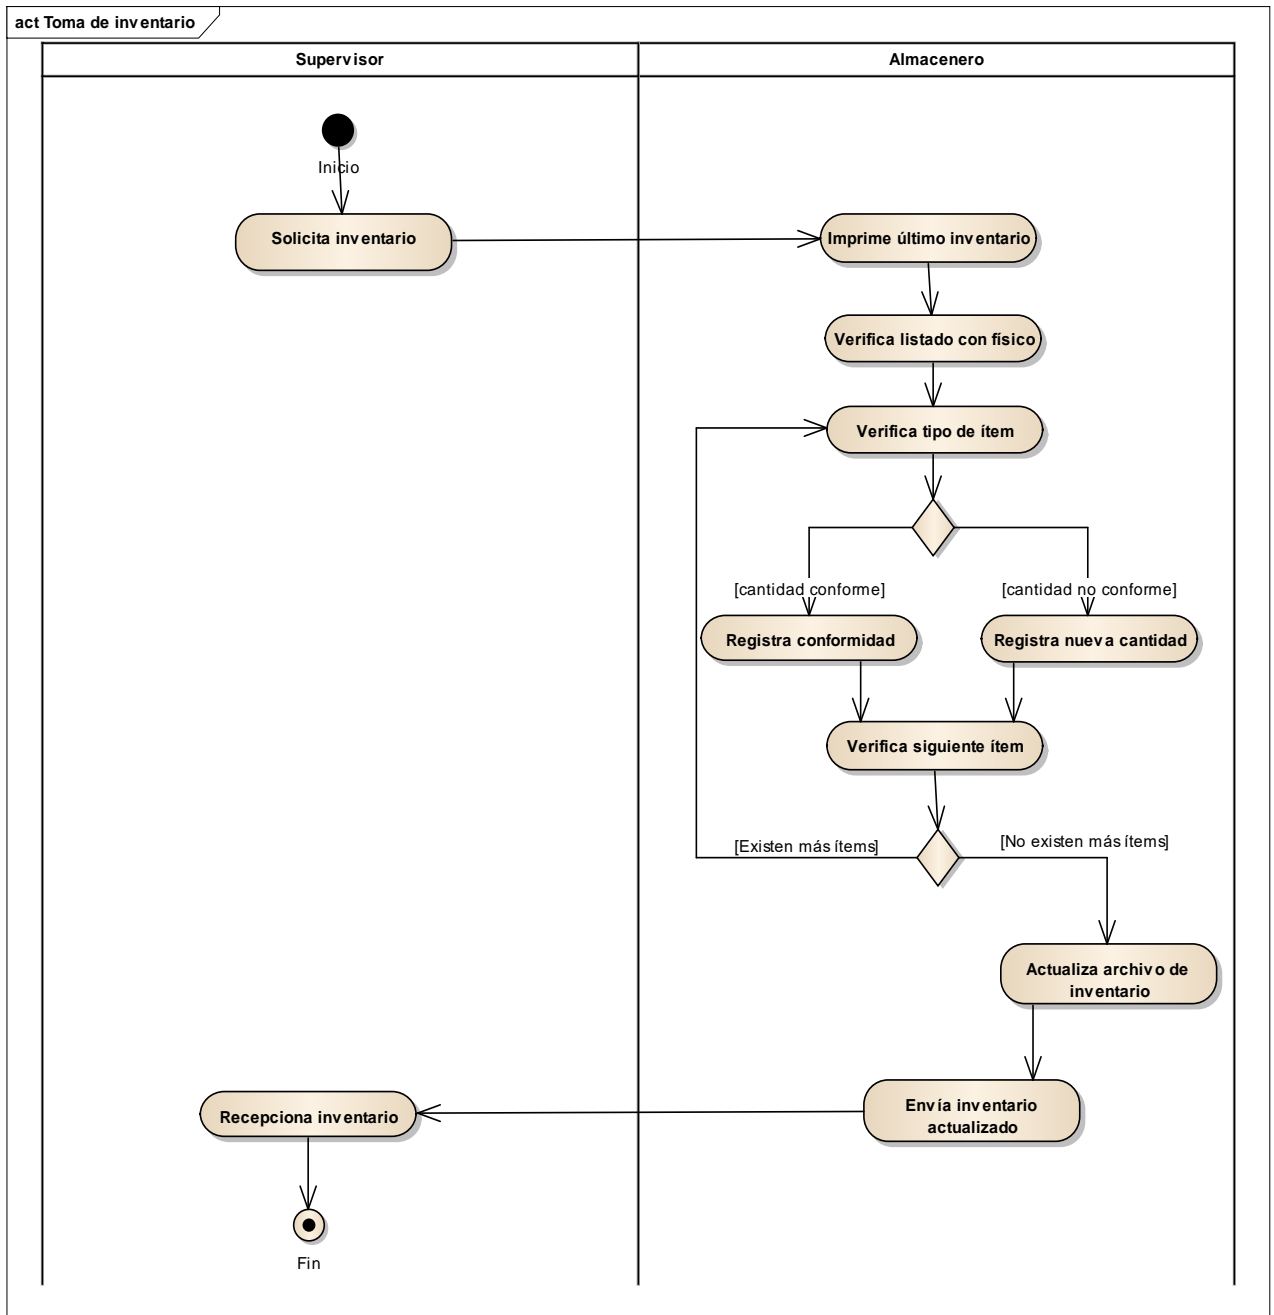 act Toma de inventario
Supervisor
Almacenero
Inicio
Solicita inventario
Imprime último inventario
Verifica listado con físico
Verifica tipo de ítem
[cantidad conforme]
[cantidad no conforme]
Registra conformidad
Registra nueva cantidad
Verifica siguiente ítem
[Existen más ítems]
[No existen más ítems]
Actualiza archivo de
inventario
Envía inventario
actualizado
Recepciona inventario
Fin